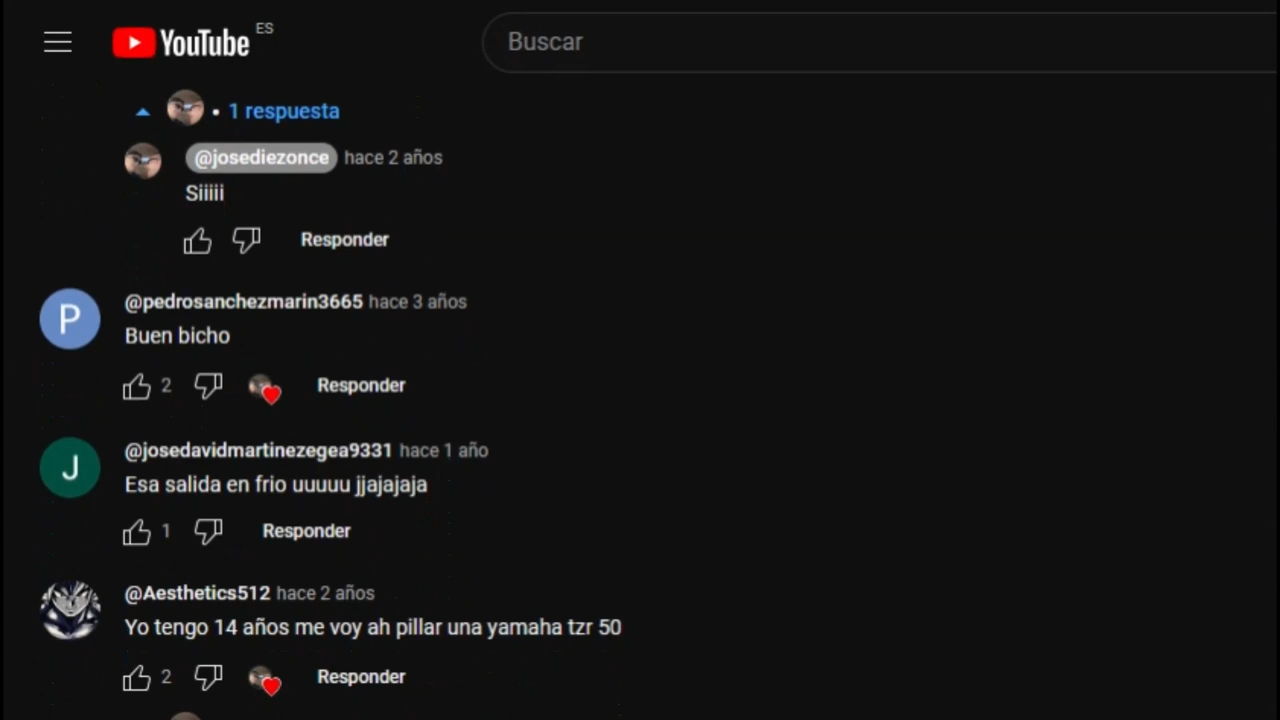 YouTube ES
Buscar
• 1 respuesta
@josediezonce hace 2 años
Siiiii
Responder
P
@pedrosanchezmarin3665 hace 3 años
Buen bicho
2 Responder
J
@josedavidmartinezegea9331 hace 1 año
Esa salida en frio uuuuu jjajajaja
1 Responder
@Aesthetics512 hace 2 años
Yo tengo 14 años me voy ah pillar una yamaha tzr 50
2 Responder